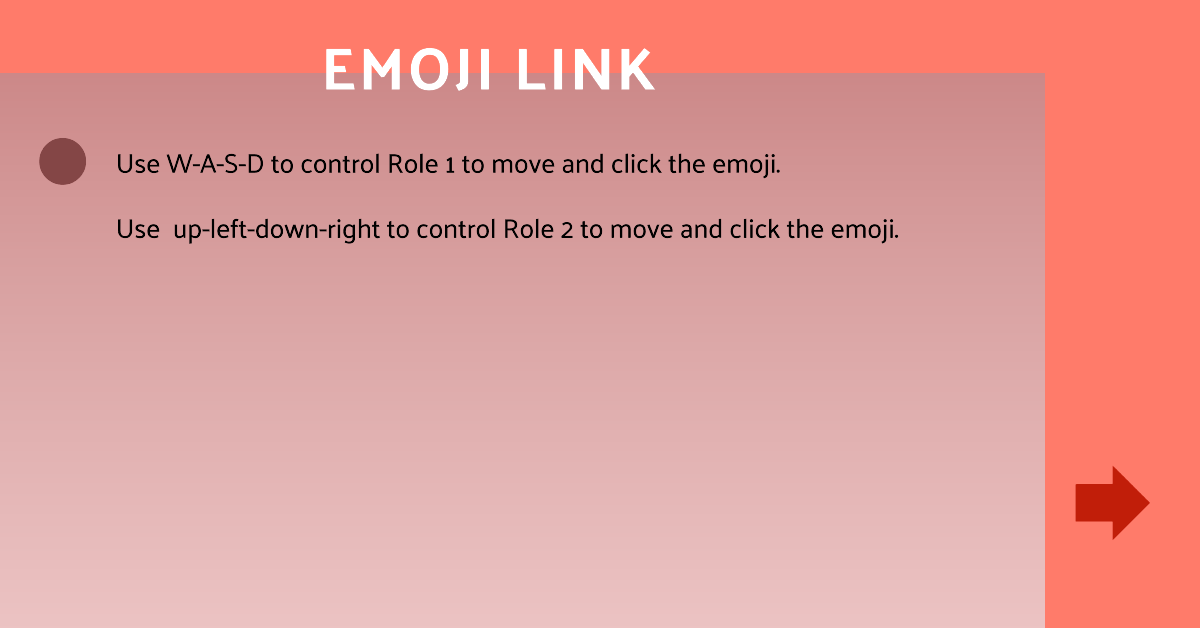 EMOJI LINK
Use W-A-S-D to control Role 1 to move and click the emoji.
Use  up-left-down-right to control Role 2 to move and click the emoji.